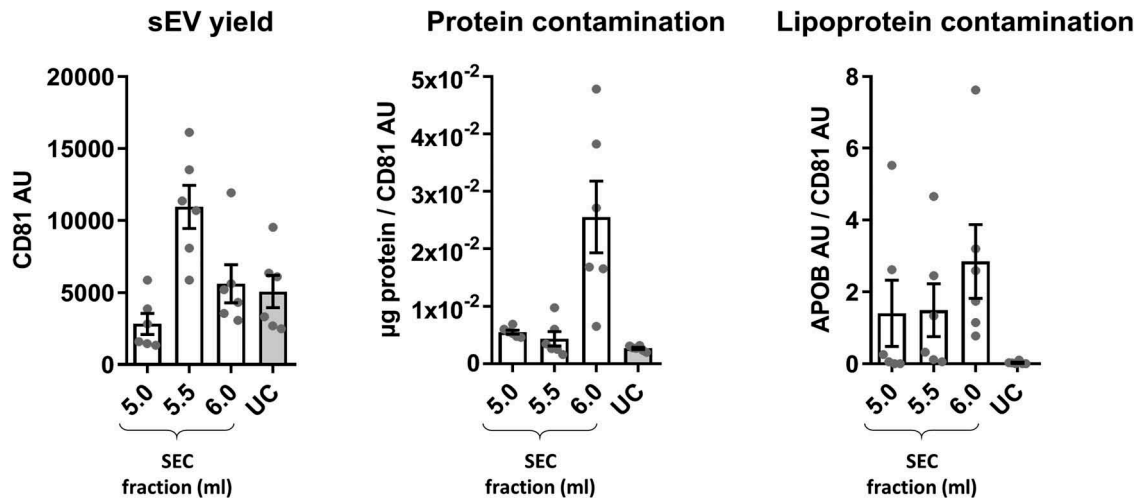 sEV yield
CD81 AU
20000
15000
10000
5000
0
5.0
5.5
6.0
UC
SEC
fraction (ml)
Protein contamination
µg protein / CD81 AU
5x10-2
4x10-2
3x10-2
2x10-2
1x10-2
0
5.0
5.5
6.0
UC
SEC
fraction (ml)
Lipoprotein contamination
APOB AU / CD81 AU
8
6
4
2
0
5.0
5.5
6.0
UC
SEC
fraction (ml)